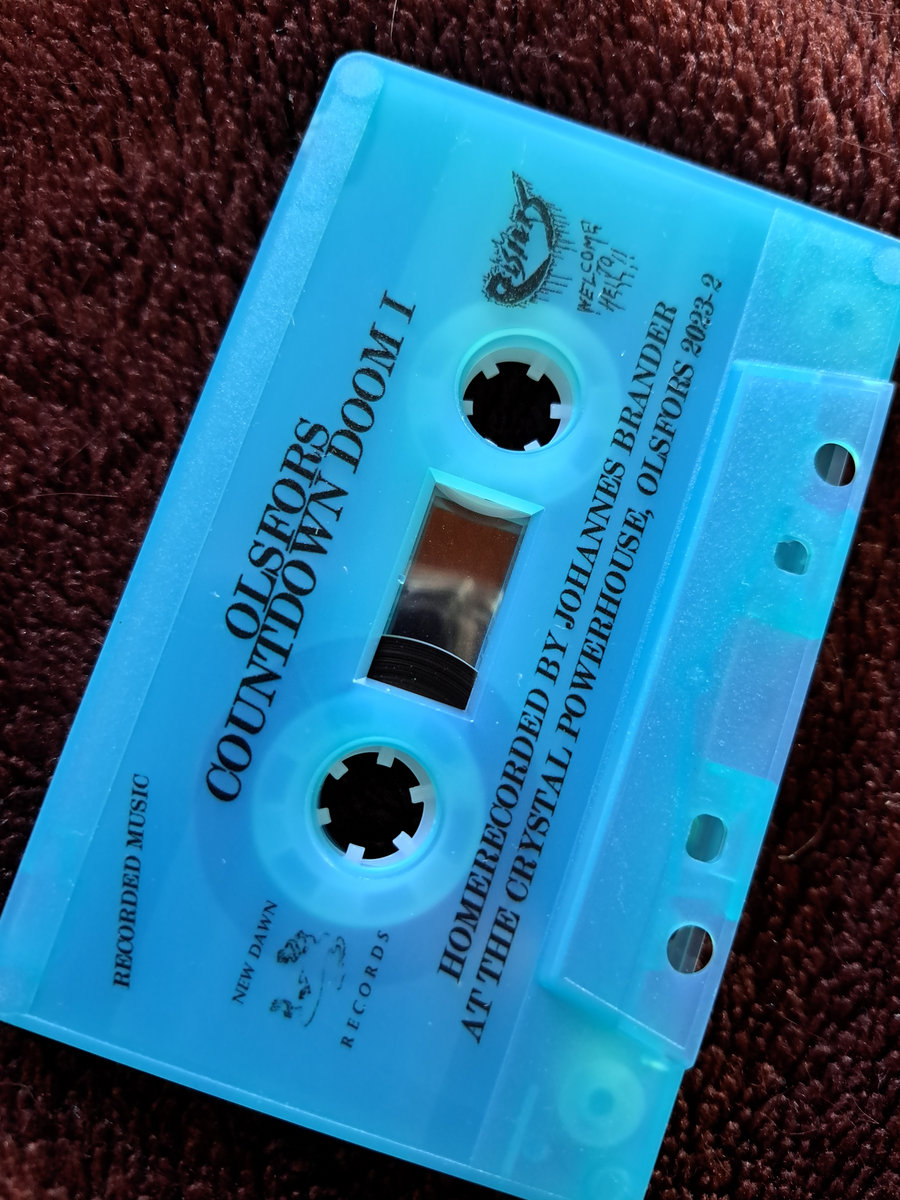 RECORDED MUSIC
OLSFORS
COUNTDOWN DOOM I
NEW DAWN
RECORDS
WELCOME
TO
HELL!!
HOMERECORDED BY JOHANNES BRANDER
AT THE CRYSTAL POWERHOUSE, OLSFORS 2023-2